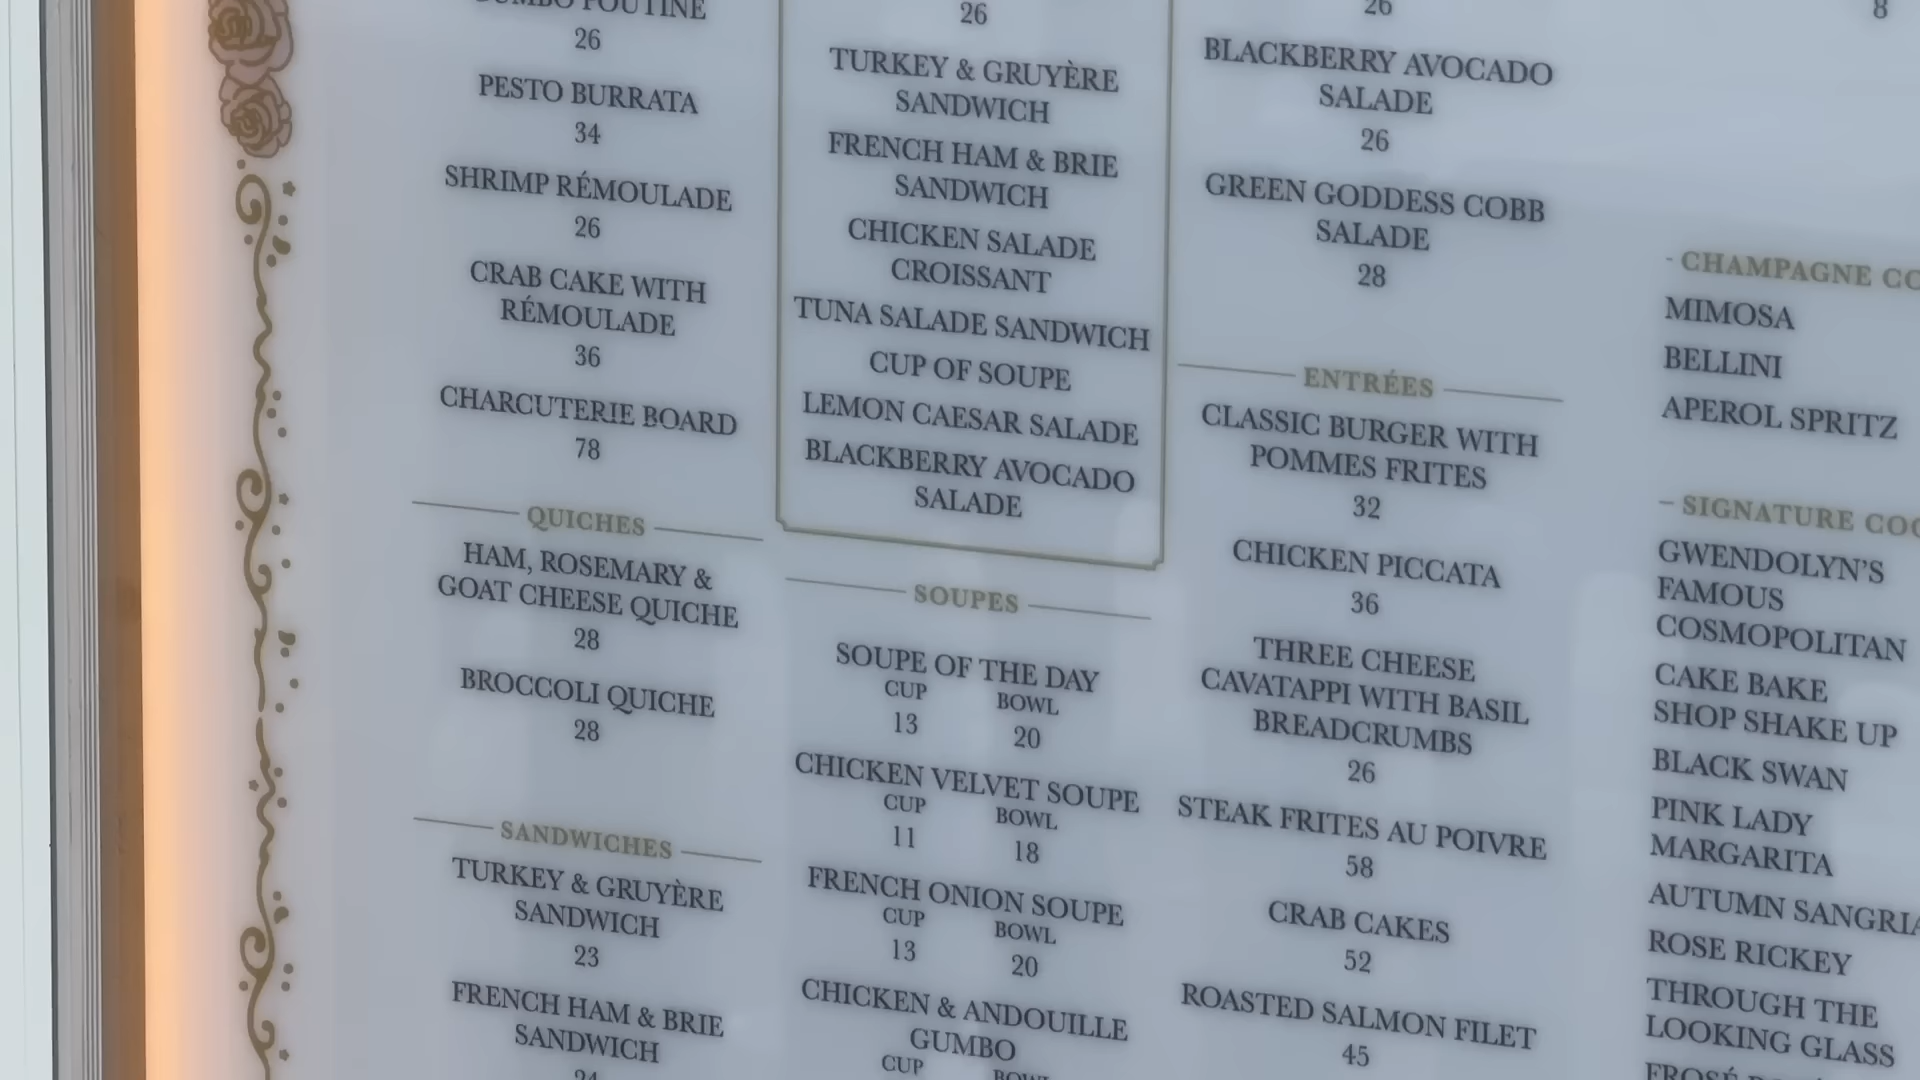 POUTINE
26
PESTO BURRATA
34
SHRIMP RÉMOULADE
26
CRAB CAKE WITH
RÉMOULADE
36
CHARCUTERIE BOARD
78
QUICHES
HAM, ROSEMARY &
GOAT CHEESE QUICHE
28
BROCCOLI QUICHE
28
SANDWICHES
TURKEY & GRUYÈRE
SANDWICH
23
FRENCH HAM & BRIE
SANDWICH
26
TURKEY & GRUYÈRE
SANDWICH
FRENCH HAM & BRIE
SANDWICH
CHICKEN SALADE
CROISSANT
TUNA SALADE SANDWICH
CUP OF SOUPE
LEMON CAESAR SALADE
BLACKBERRY AVOCADO
SALADE
SOUPES
SOUPE OF THE DAY
CUP BOWL
13 20
CHICKEN VELVET SOUPE
CUP BOWL
11 18
FRENCH ONION SOUPE
CUP BOWL
13 20
CHICKEN & ANDOUILLE
GUMBO
CUP BOWL
26
BLACKBERRY AVOCADO
SALADE
26
GREEN GODDESS COBB
SALADE
28
ENTRÉES
CLASSIC BURGER WITH
POMMES FRITES
32
CHICKEN PICCATA
36
THREE CHEESE
CAVATAPPI WITH BASIL
BREADCRUMBS
26
STEAK FRITES AU POIVRE
58
CRAB CAKES
52
ROASTED SALMON FILET
45
8
- CHAMPAGNE CO
MIMOSA
BELLINI
APEROL SPRITZ
- SIGNATURE COC
GWENDOLYN'S
FAMOUS
COSMOPOLITAN
CAKE BAKE
SHOP SHAKE UP
BLACK SWAN
PINK LADY
MARGARITA
AUTUMN SANGRIA
ROSE RICKEY
THROUGH THE
LOOKING GLASS
FROSÉ